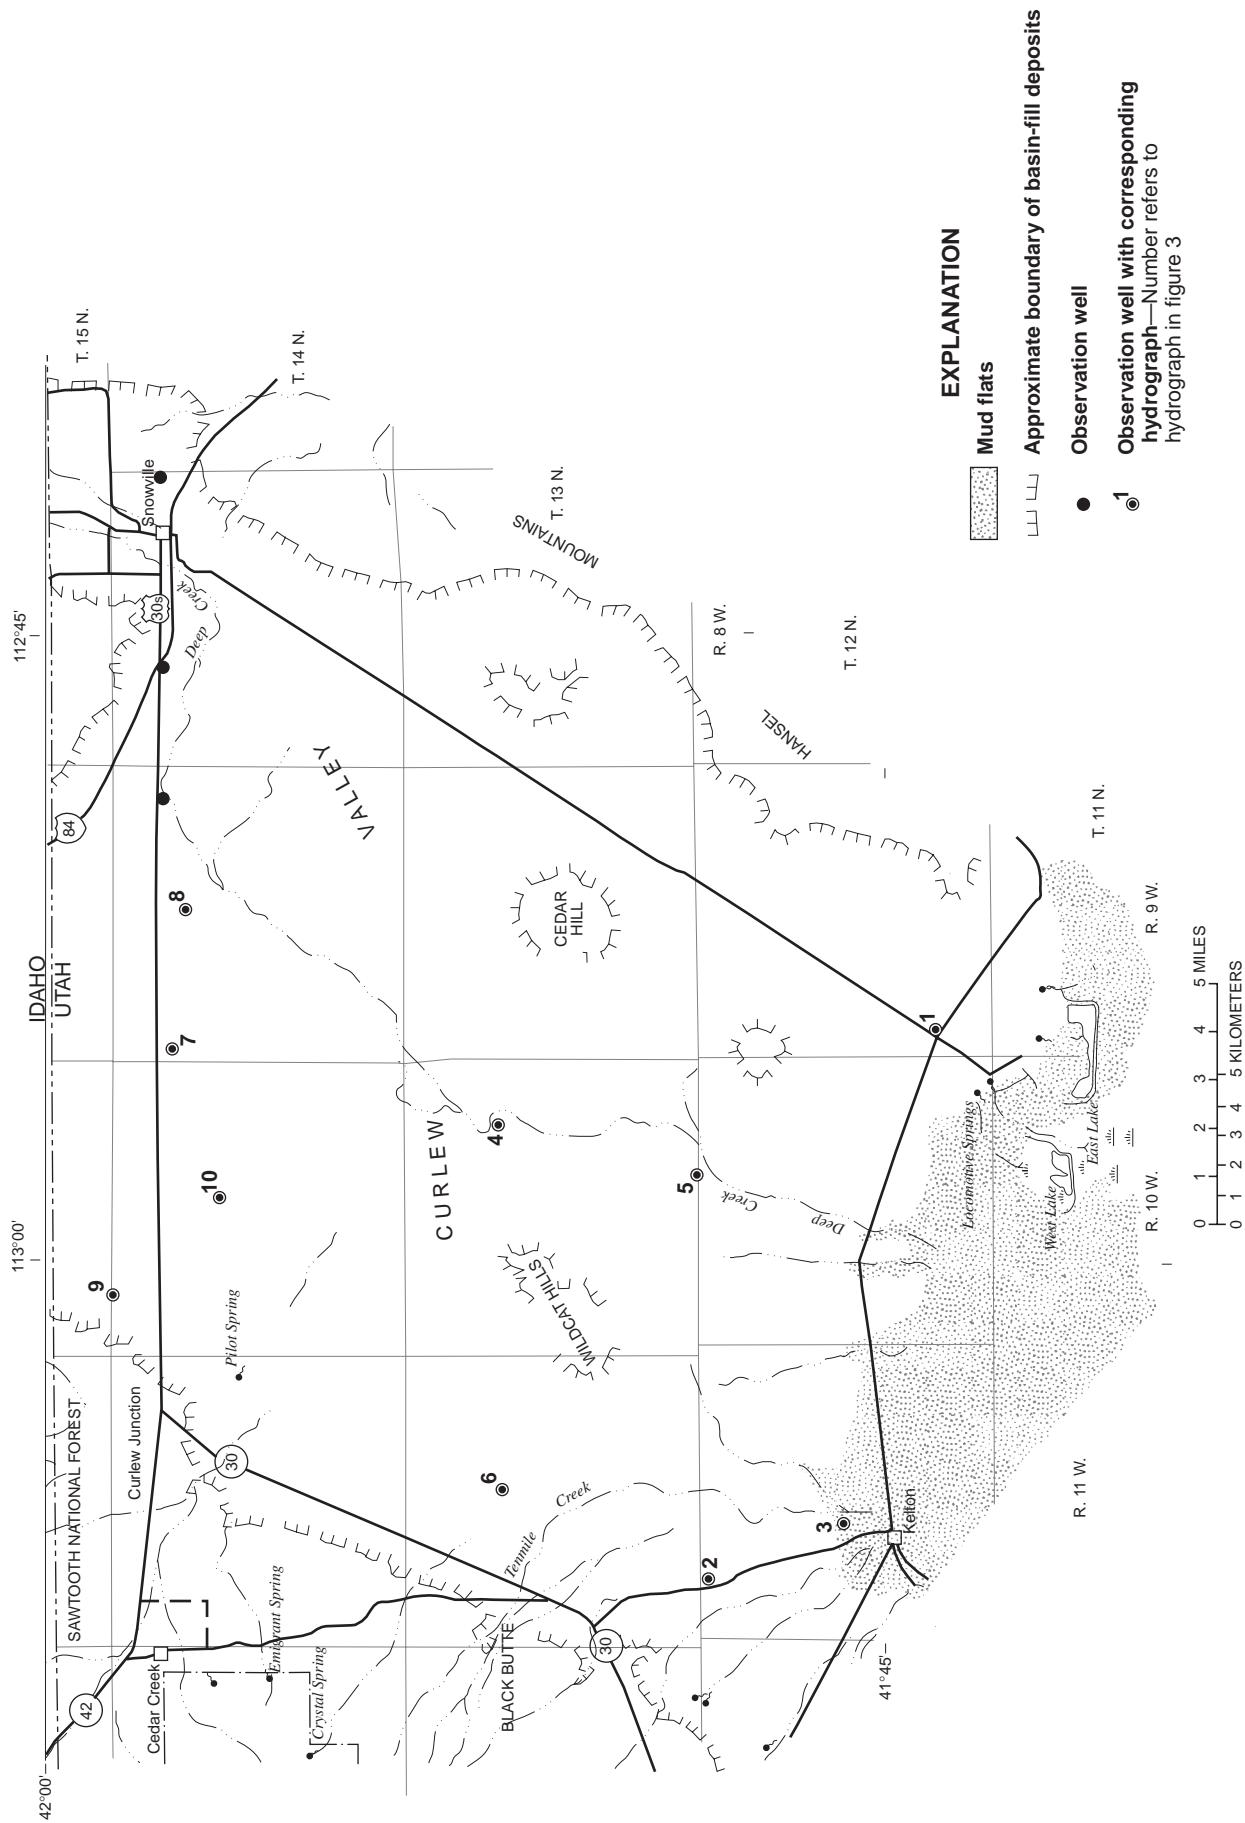 42°00'
113°00'
112°45'
IDAHO
UTAH
42
84
SAWTOOTH NATIONAL FOREST
T. 15 N.
9
Curlew Junction
Snowville
Cedar Creek
30s
Creek
Deep
7
8
10
Pilot Spring
30
Emigrant Spring
T. 14 N.
Crystal Spring
VALLEY
CURLEW
6
4
BLACK BUTTE
Tenmile
Creek
WILDCAT HILLS
CEDAR
HILL
MOUNTAINS
T. 13 N.
30
2
5
R. 8 W.
Creek
Deep
HANSEL
3
T. 12 N.
41°45'
Kelton
1
Locomotive Springs
West Lake
East Lake
T. 11 N.
R. 11 W.
R. 10 W.
R. 9 W.
0 1 2 3 4 5 MILES
0 1 2 3 4 5 KILOMETERS
EXPLANATION
Mud flats
Approximate boundary of basin-fill deposits
Observation well
1
Observation well with corresponding
hydrograph—Number refers to
hydrograph in figure 3